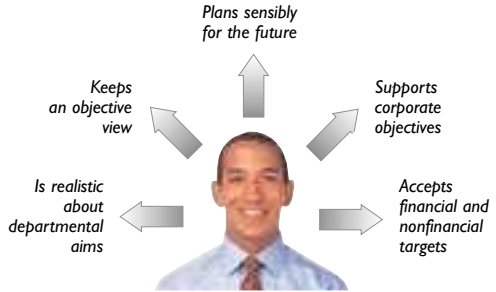 Plans sensibly
for the future
Keeps
an objective
view
Supports
corporate
objectives
Is realistic
about
departmental
aims
Accepts
financial and
nonfinancial
targets